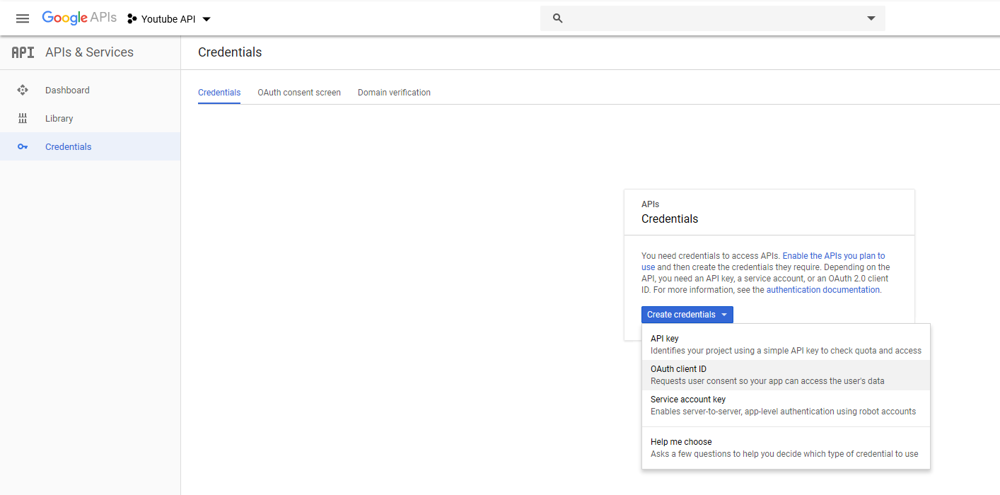 Google APIs
Youtube API
API APIs & Services
Credentials
Dashboard
Library
Credentials
Credentials
OAuth consent screen
Domain verification
APIs
Credentials
You need credentials to access APIs. Enable the APIs you plan to
use and then create the credentials they require. Depending on the
API, you need an API key, a service account, or an OAuth 2.0 client
ID. For more information, see the authentication documentation.
Create credentials
API key
Identifies your project using a simple API key to check quota and access
OAuth client ID
Requests user consent so your app can access the user's data
Service account key
Enables server-to-server, app-level authentication using robot accounts
Help me choose
Asks a few questions to help you decide which type of credential to use